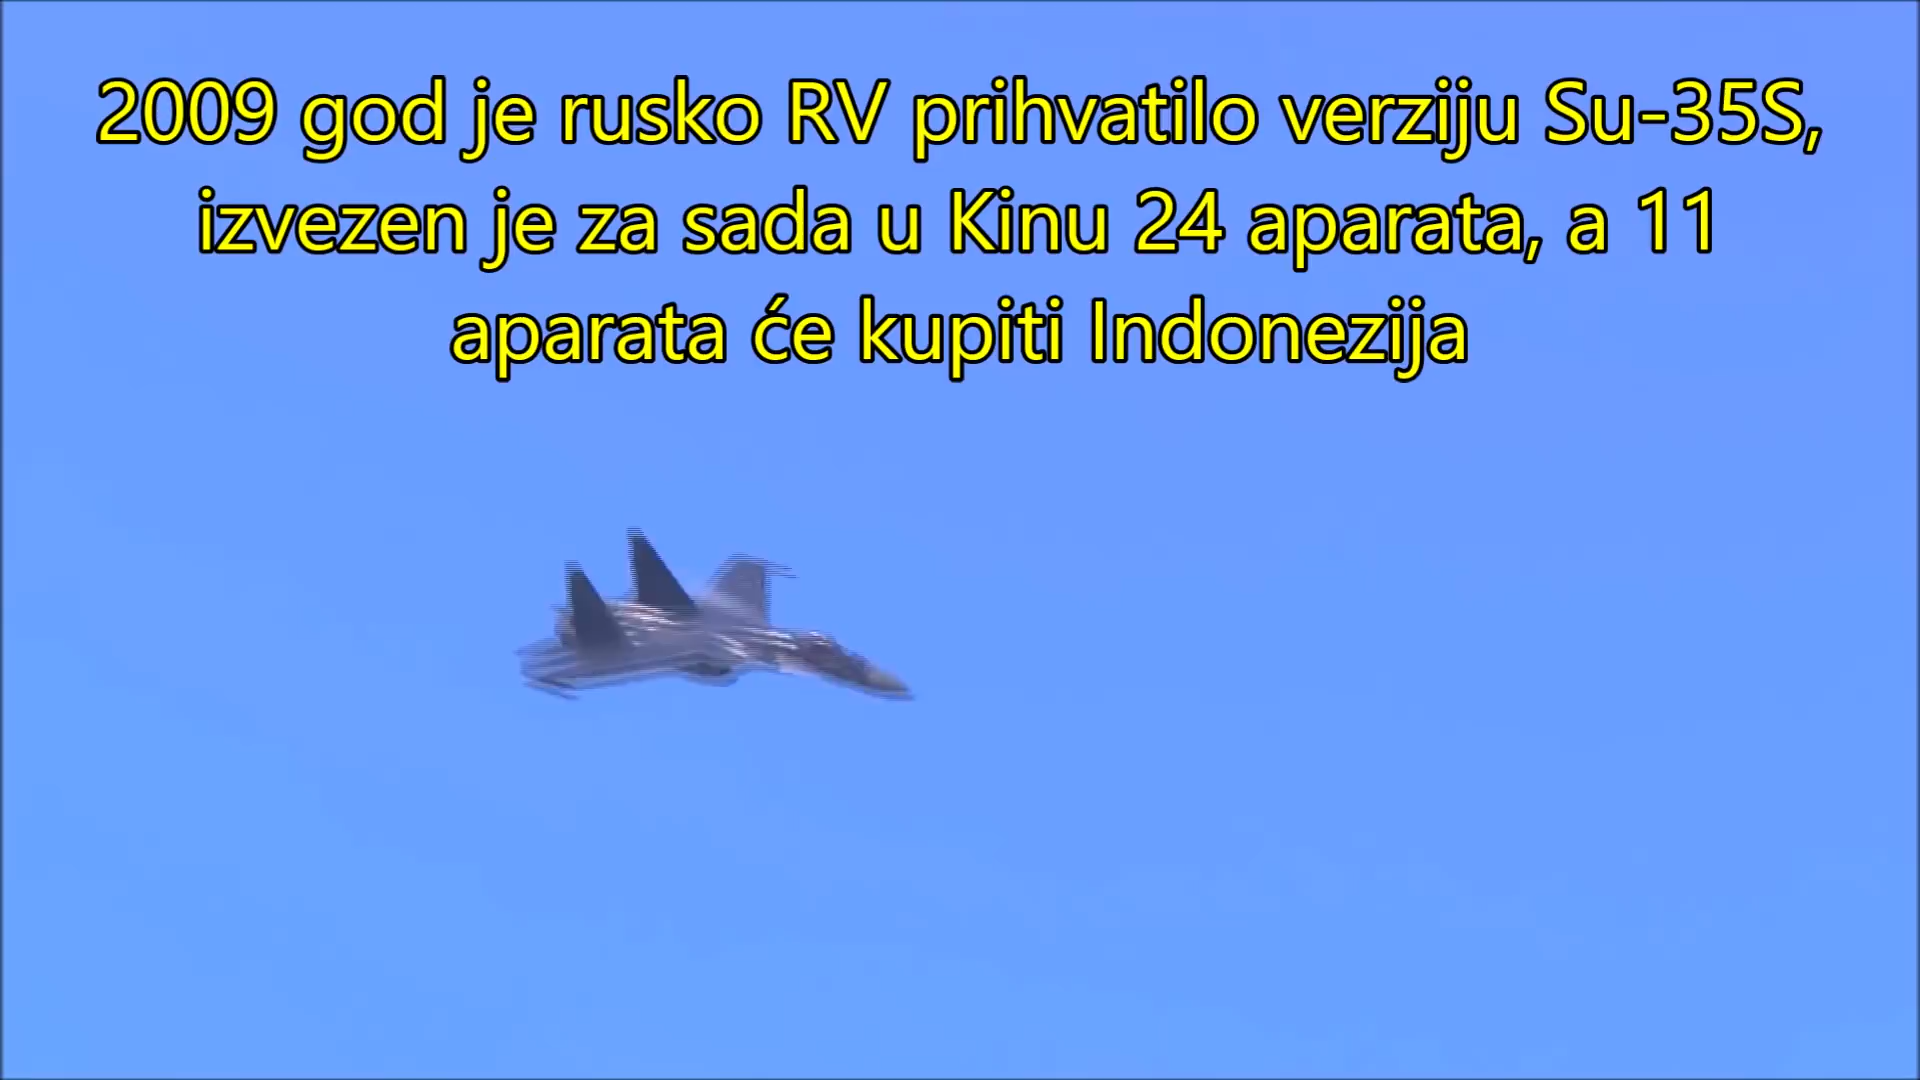 2009 god je rusko RV prihvatilo verziju Su-35S,
izvezen je za sada u Kinu 24 aparata, a 11
aparata će kupiti Indonezija